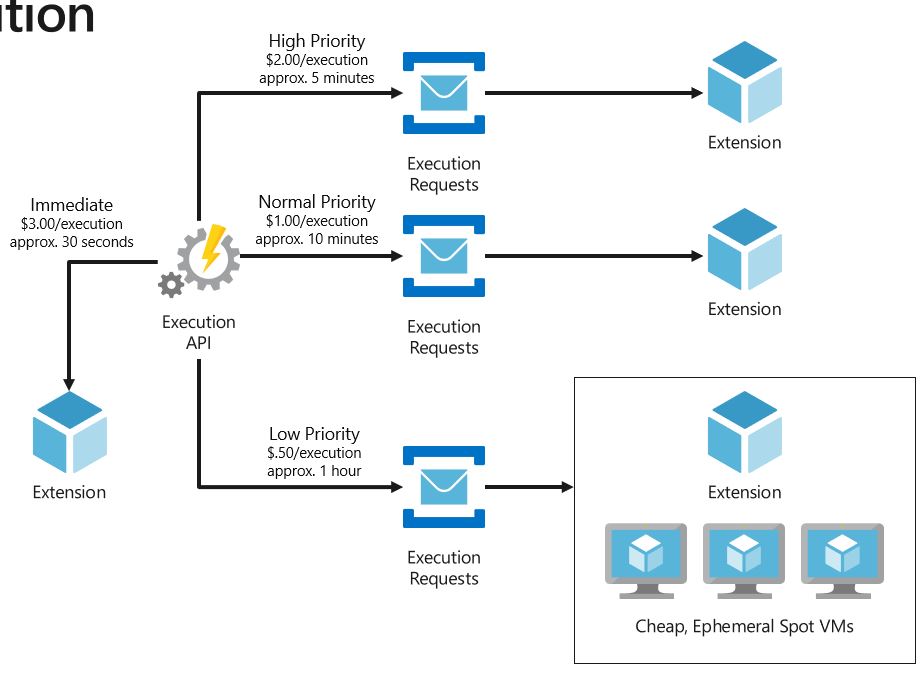 ition
High Priority
$2.00/execution
approx. 5 minutes
Extension
Execution
Requests
Immediate
$3.00/execution
approx. 30 seconds
Normal Priority
$1.00/execution
approx. 10 minutes
Extension
Execution
API
Execution
Requests
Low Priority
$.50/execution
approx. 1 hour
Extension
Extension
Execution
Requests
Cheap, Ephemeral Spot VMs